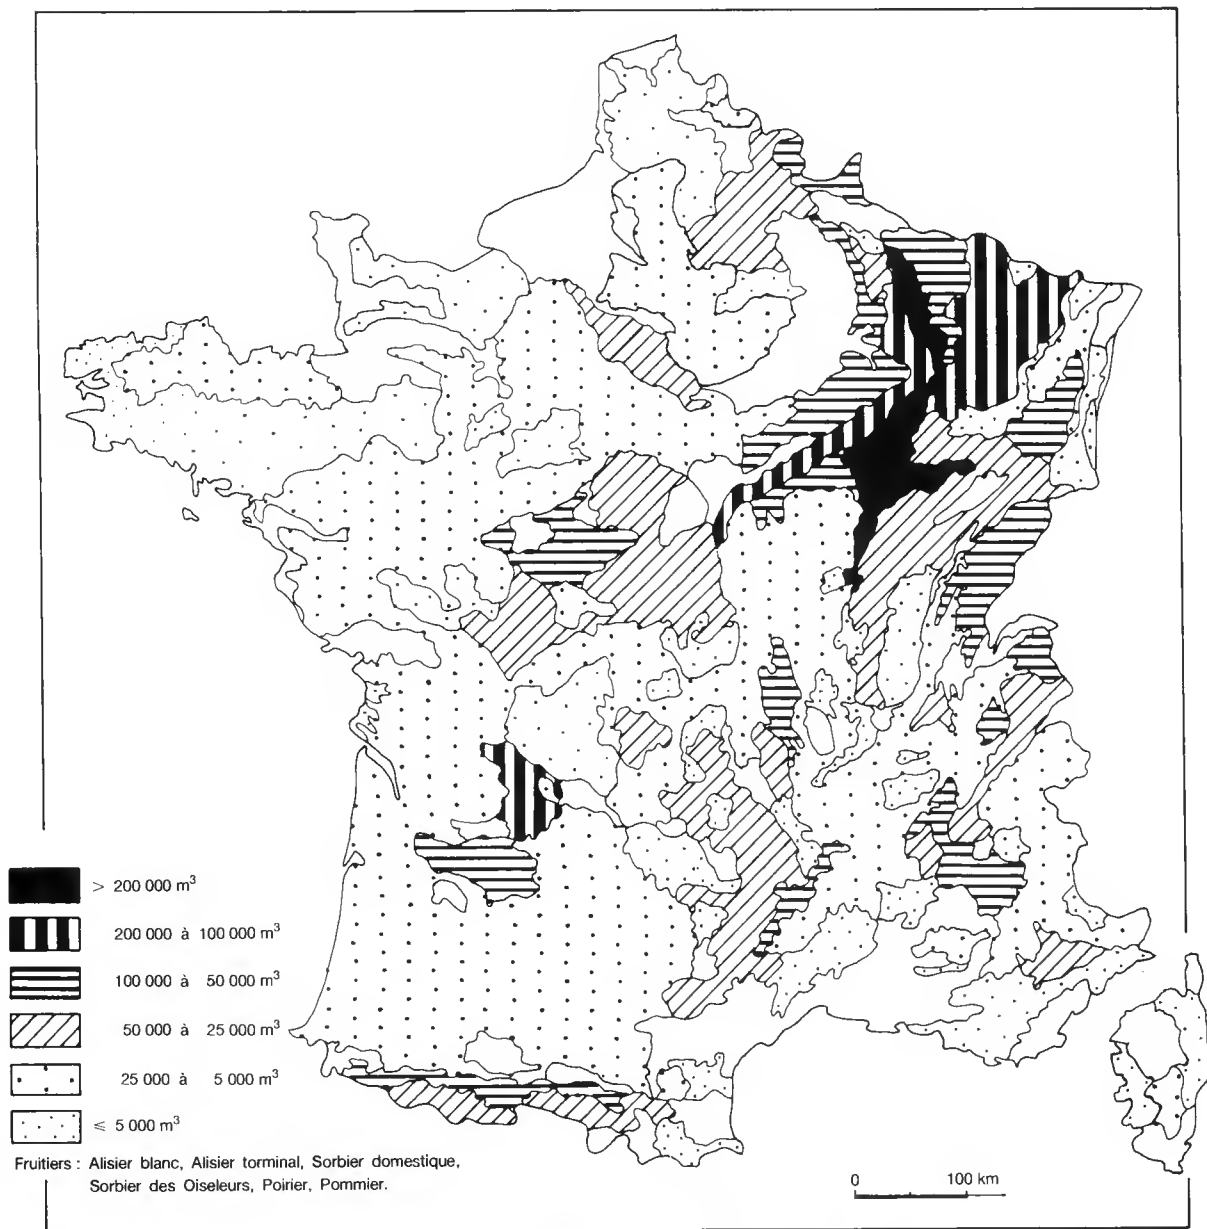 > 200 000 m³
200 000 à 100 000 m³
100 000 à 50 000 m³
50 000 à 25 000 m³
25 000 à 5 000 m³
≤ 5 000 m³
Fruitiers : Alisier blanc, Alisier torminal, Sorbier domestique,
Sorbier des Oiseleurs, Poirier, Pommier.
0 100 km